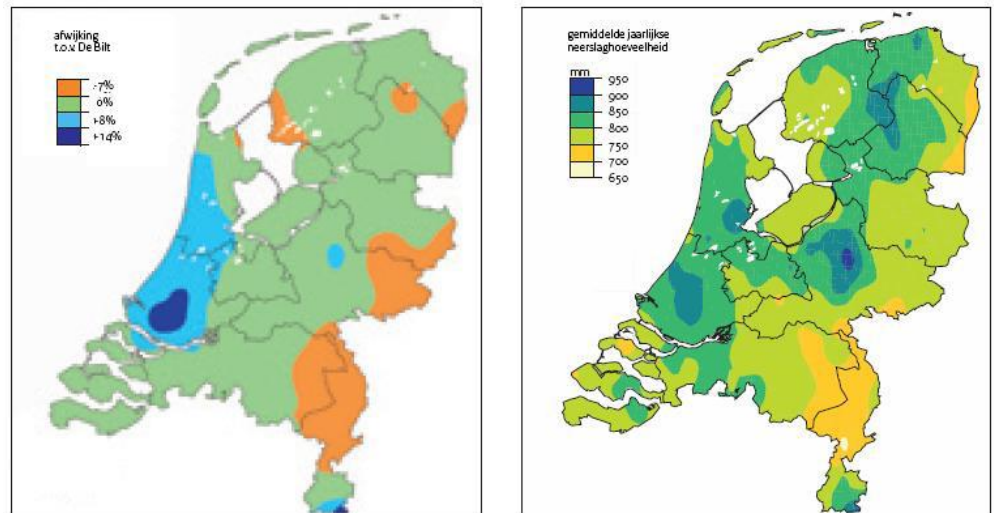 afwijking
t.o.v. De Bilt
-7%
0%
+8%
+14%
gemiddelde jaarlijkse
neerslaghoeveelheid
mm
950
900
850
800
750
700
650